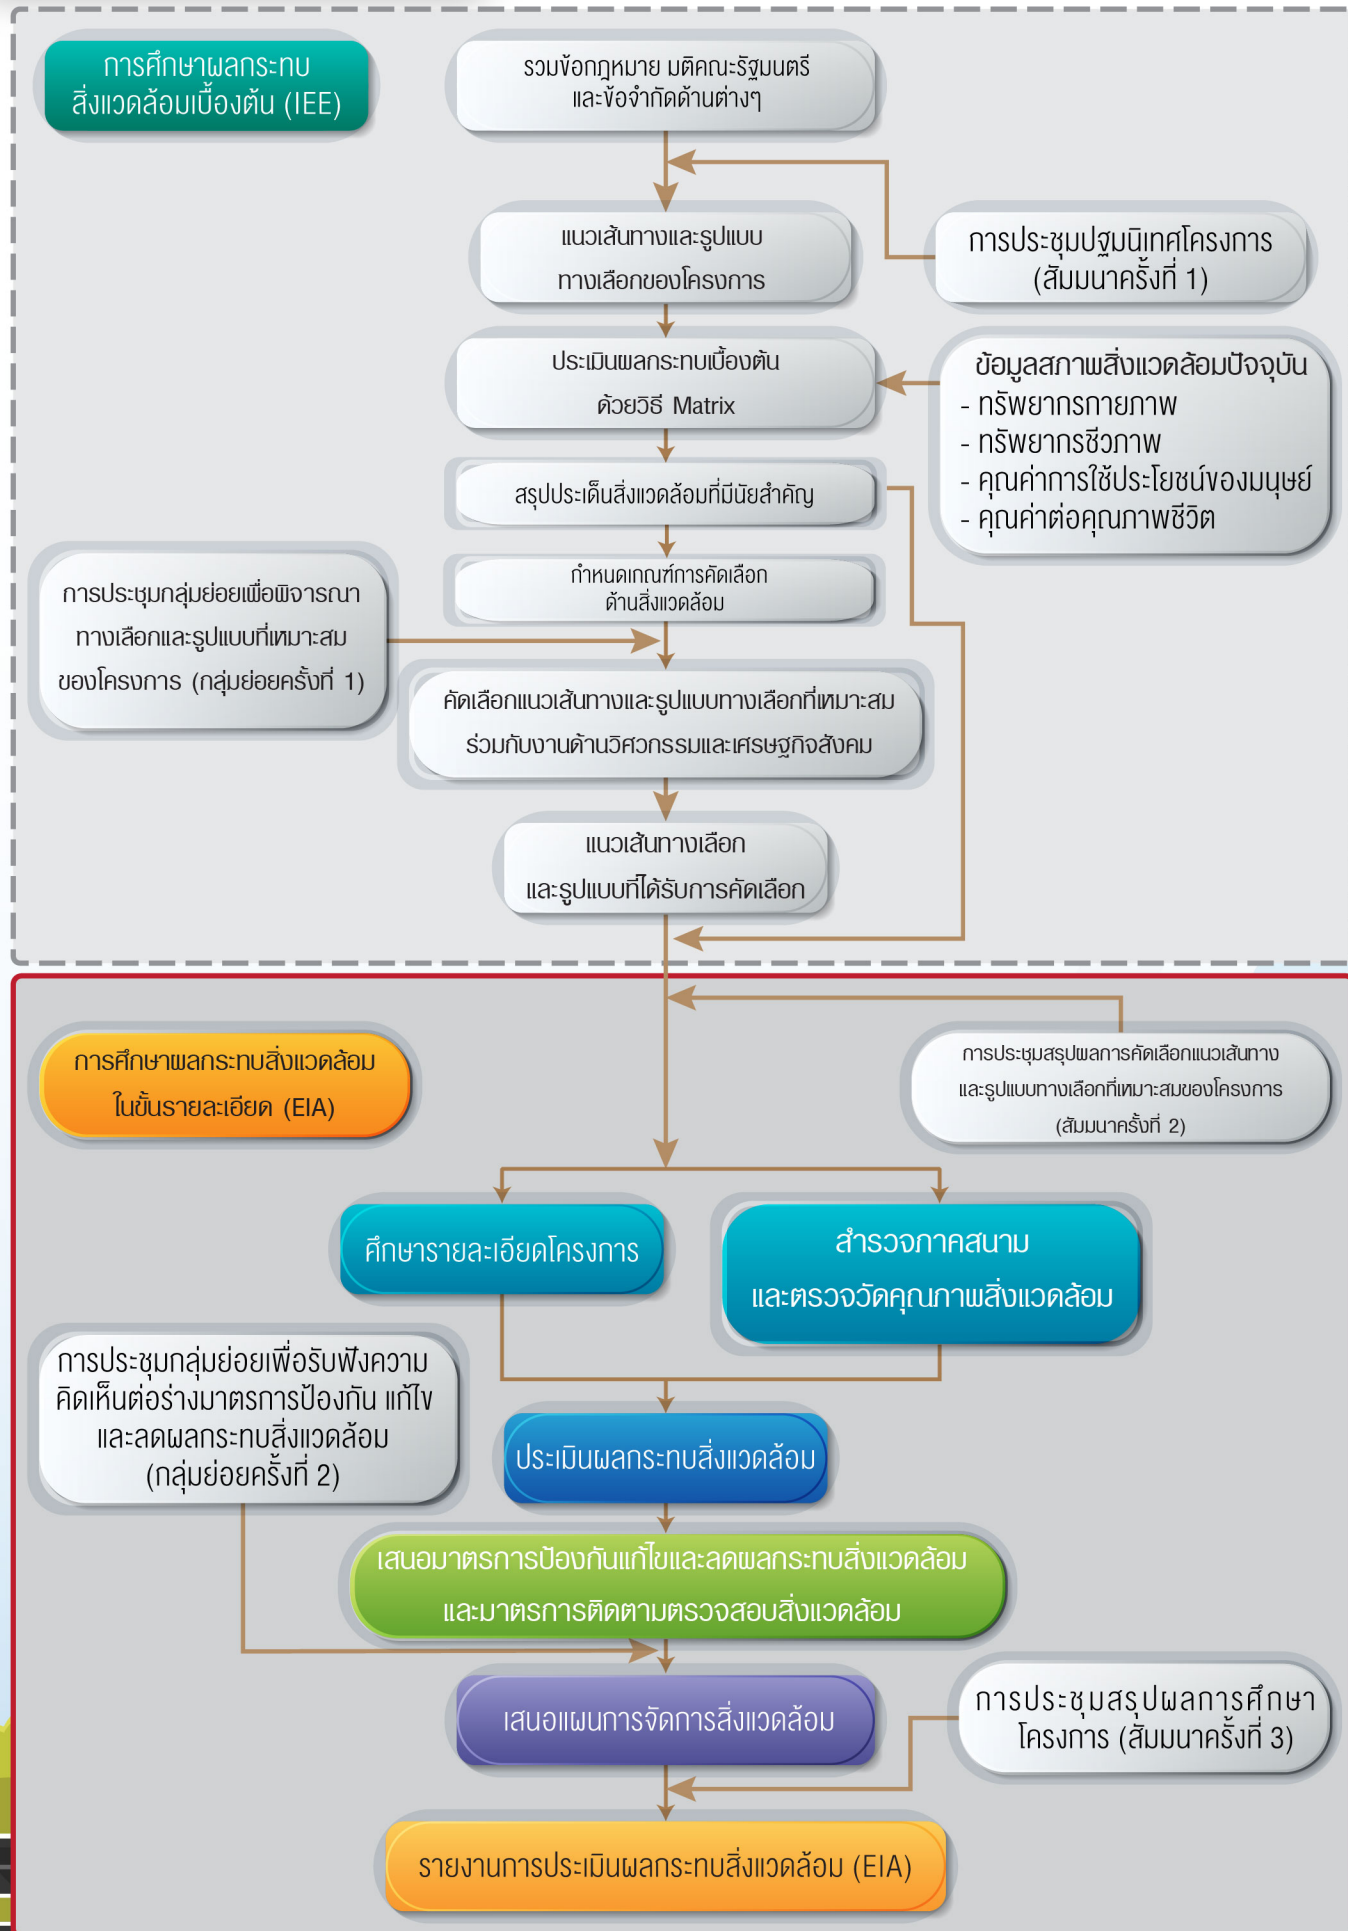 การศึกษาผลกระทบ
สิ่งแวดล้อมเบื้องต้น (IEE)
รวมข้อกฎหมาย มติคณะรัฐมนตรี
และข้อจำกัดด้านต่างๆ
แนวเส้นทางและรูปแบบ
ทางเลือกของโครงการ
การประชุมปฐมนิเทศโครงการ
(สัมมนาครั้งที่ 1)
ประเมินผลกระทบเบื้องต้น
ด้วยวิธี Matrix
ข้อมูลสภาพสิ่งแวดล้อมปัจจุบัน
- ทรัพยากรกายภาพ
- ทรัพยากรชีวภาพ
- คุณค่าการใช้ประโยชน์ของมนุษย์
- คุณค่าต่อคุณภาพชีวิต
สรุปประเด็นสิ่งแวดล้อมที่มีนัยสำคัญ
กำหนดเกณฑ์การคัดเลือก
ด้านสิ่งแวดล้อม
การประชุมกลุ่มย่อยเพื่อพิจารณา
ทางเลือกและรูปแบบที่เหมาะสม
ของโครงการ (กลุ่มย่อยครั้งที่ 1)
คัดเลือกแนวเส้นทางและรูปแบบทางเลือกที่เหมาะสม
ร่วมกับงานด้านวิศวกรรมและเศรษฐกิจสังคม
แนวเส้นทางเลือก
และรูปแบบที่ได้รับการคัดเลือก
การศึกษาผลกระทบสิ่งแวดล้อม
ในขั้นรายละเอียด (EIA)
การประชุมสรุปผลการคัดเลือกแนวเส้นทาง
และรูปแบบทางเลือกที่เหมาะสมของโครงการ
(สัมมนาครั้งที่ 2)
ศึกษารายละเอียดโครงการ
สำรวจภาคสนาม
และตรวจวัดคุณภาพสิ่งแวดล้อม
การประชุมกลุ่มย่อยเพื่อรับฟังความ
คิดเห็นต่อร่างมาตรการป้องกัน แก้ไข
และลดผลกระทบสิ่งแวดล้อม
(กลุ่มย่อยครั้งที่ 2)
ประเมินผลกระทบสิ่งแวดล้อม
เสนอมาตรการป้องกันแก้ไขและลดผลกระทบสิ่งแวดล้อม
และมาตรการติดตามตรวจสอบสิ่งแวดล้อม
เสนอแผนการจัดการสิ่งแวดล้อม
การประชุมสรุปผลการศึกษา
โครงการ (สัมมนาครั้งที่ 3)
รายงานการประเมินผลกระทบสิ่งแวดล้อม (EIA)